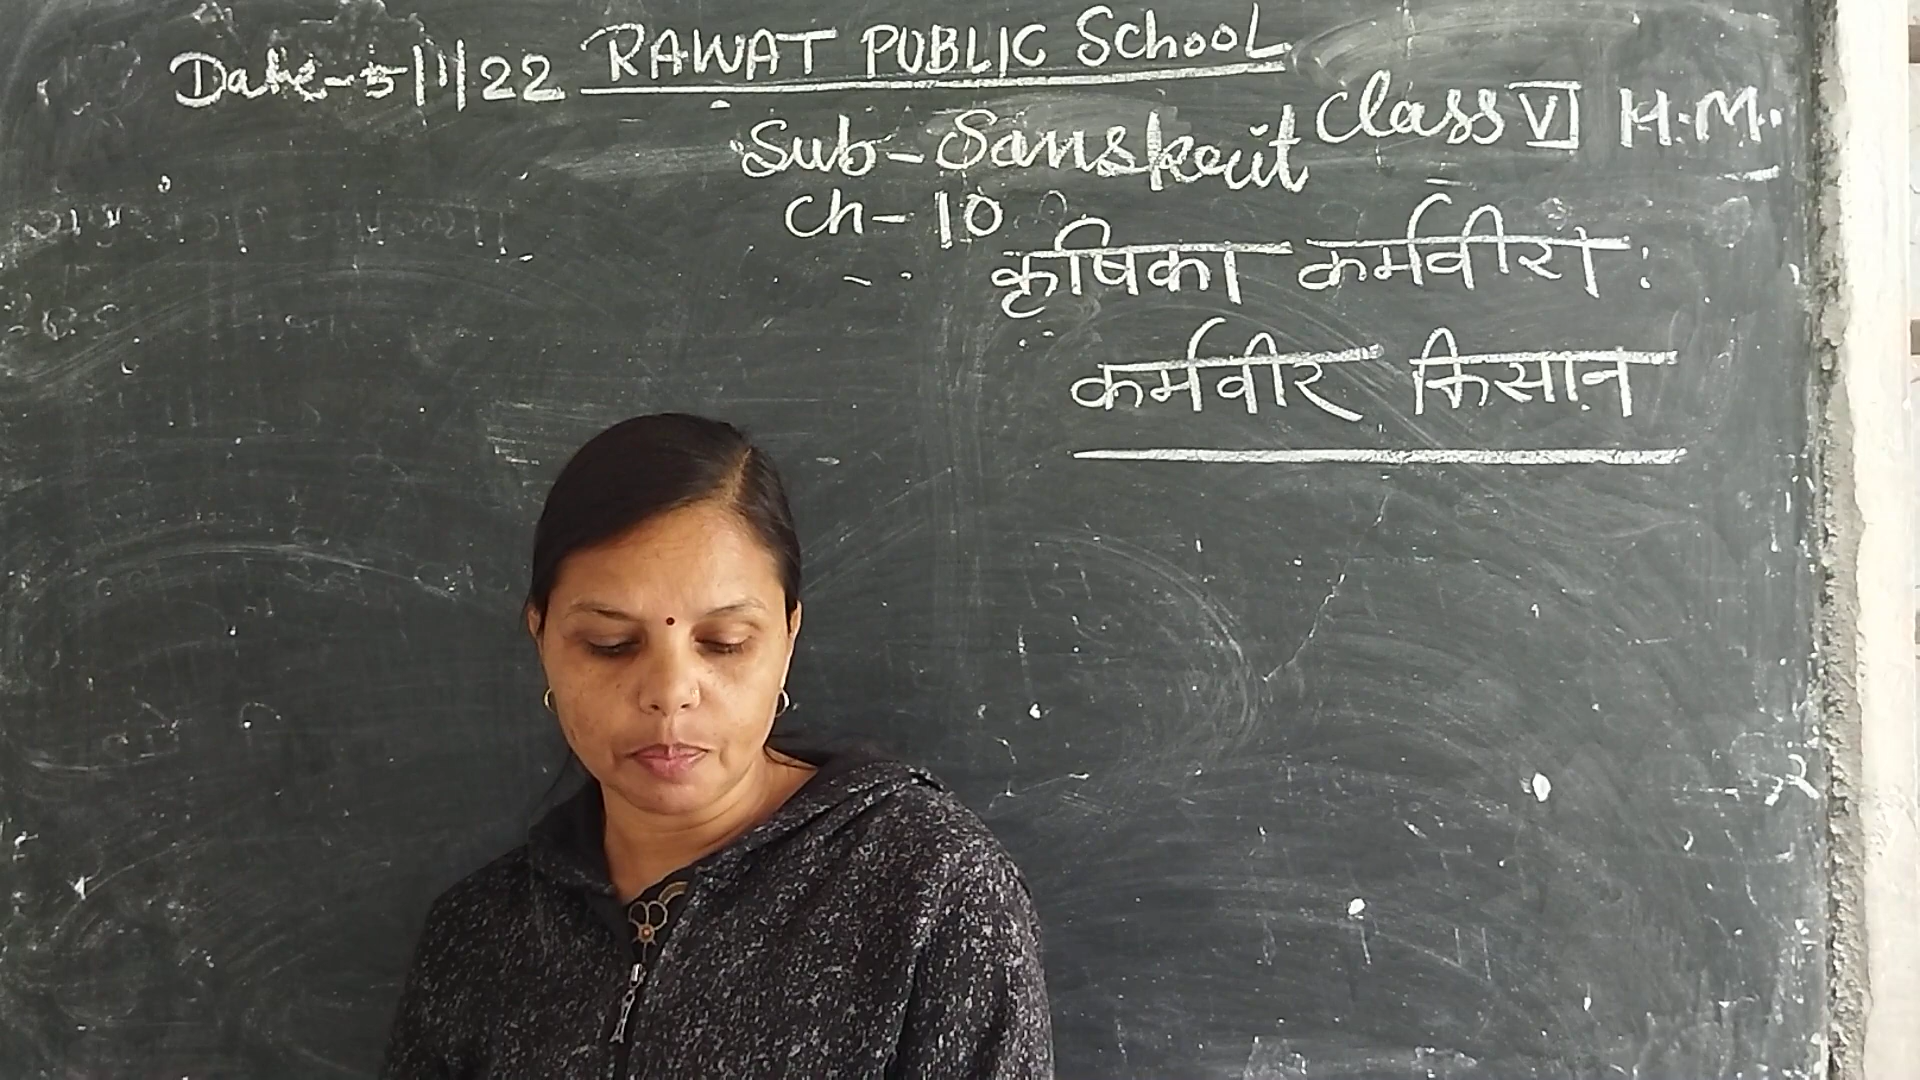 Date-5/1/22 RAWAT PUBLIC SchooL
Class VI H.M.
Sub-Sanskrit
Ch-10
कृषिका कर्मवीरा:
कर्मवीर किसान